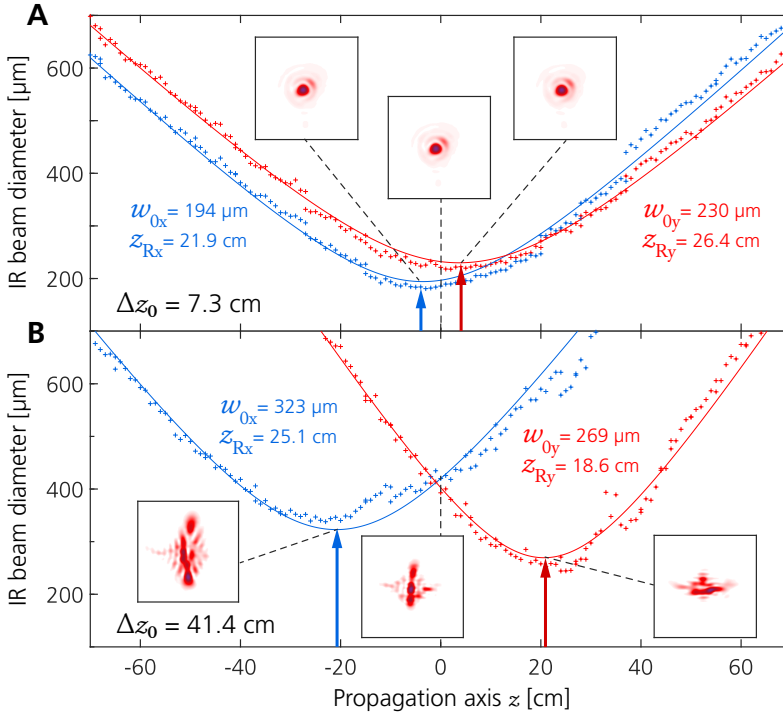 A
IR beam diameter [µm]
600
400
200
w0x = 194 µm
zRx = 21.9 cm
w0y = 230 µm
zRy = 26.4 cm
Δz0 = 7.3 cm
B
IR beam diameter [µm]
600
400
200
w0x = 323 µm
zRx = 25.1 cm
w0y = 269 µm
zRy = 18.6 cm
Δz0 = 41.4 cm
-60 -40 -20 0 20 40 60
Propagation axis z [cm]